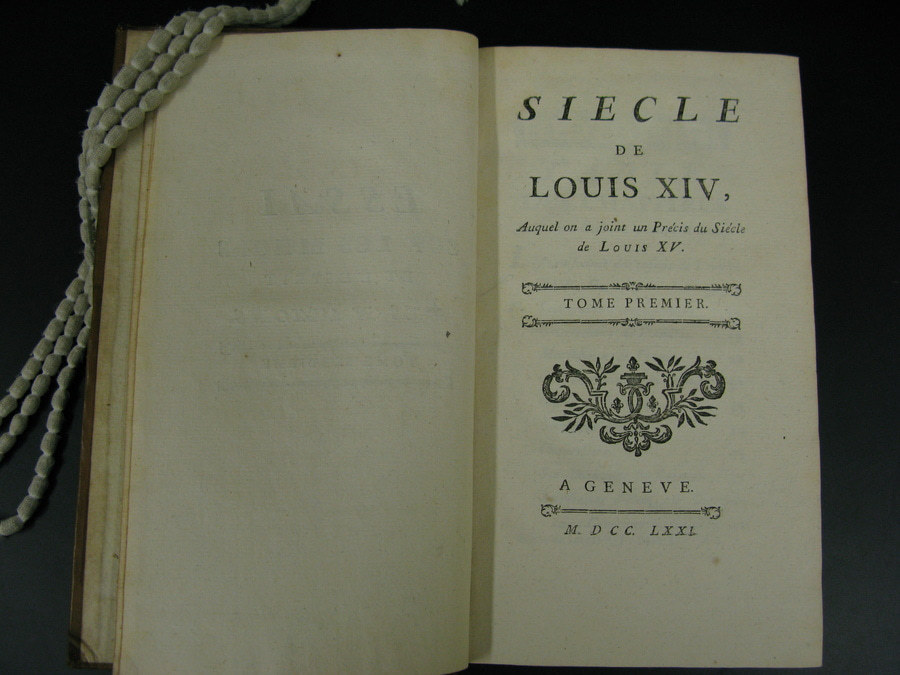 SIECLE
DE
LOUIS XIV,
Auquel on a joint un Précis du Siécle
de LOUIS XV.
TOME PREMIER.
A GENEVE.
M. DCC. LXXI.